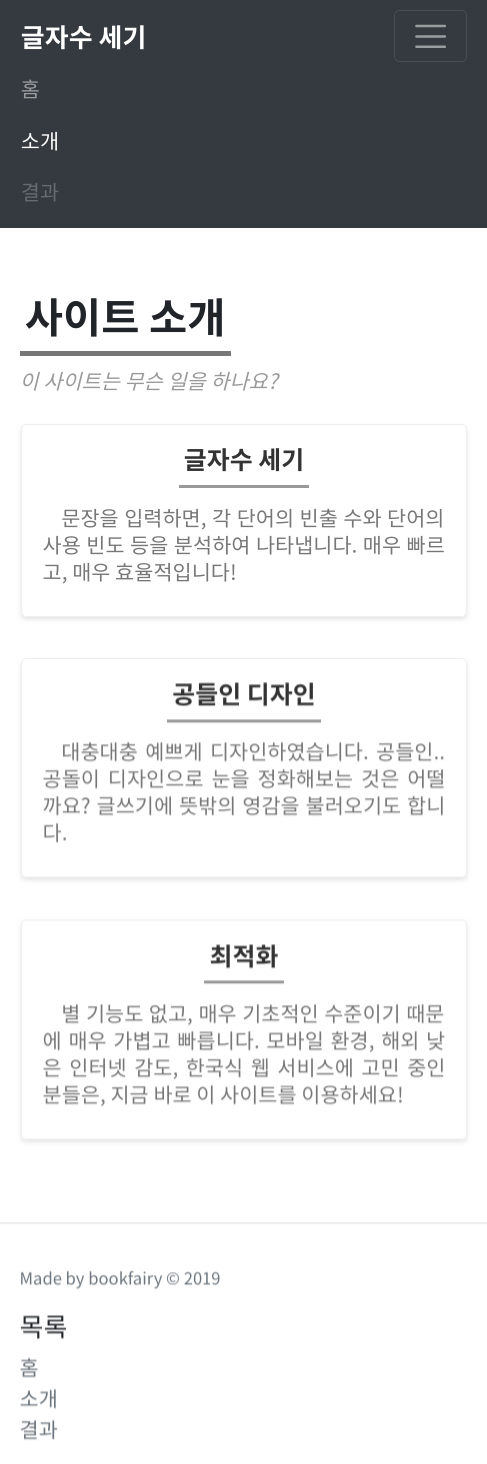 글자수 세기
홈
소개
결과
사이트 소개
이 사이트는 무슨 일을 하나요?
글자수 세기
문장을 입력하면, 각 단어의 빈출 수와 단어의
사용 빈도 등을 분석하여 나타냅니다. 매우 빠르
고, 매우 효율적입니다!
공들인 디자인
대충대충 예쁘게 디자인하였습니다. 공들인..
공돌이 디자인으로 눈을 정화해보는 것은 어떨
까요? 글쓰기에 뜻밖의 영감을 불러오기도 합니
다.
최적화
별 기능도 없고, 매우 기초적인 수준이기 때문
에 매우 가볍고 빠릅니다. 모바일 환경, 해외 낮
은 인터넷 감도, 한국식 웹 서비스에 고민 중인
분들은, 지금 바로 이 사이트를 이용하세요!
Made by bookfairy © 2019
목록
홈
소개
결과